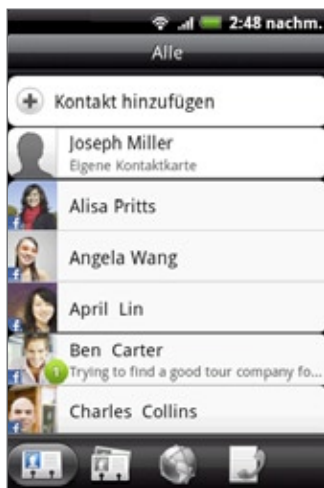 2:48 nachm.
Alle
Kontakt hinzufügen
Joseph Miller
Eigene Kontaktkarte
Alisa Pritts
Angela Wang
April Lin
Ben Carter
1
Trying to find a good tour company fo...
Charles Collins